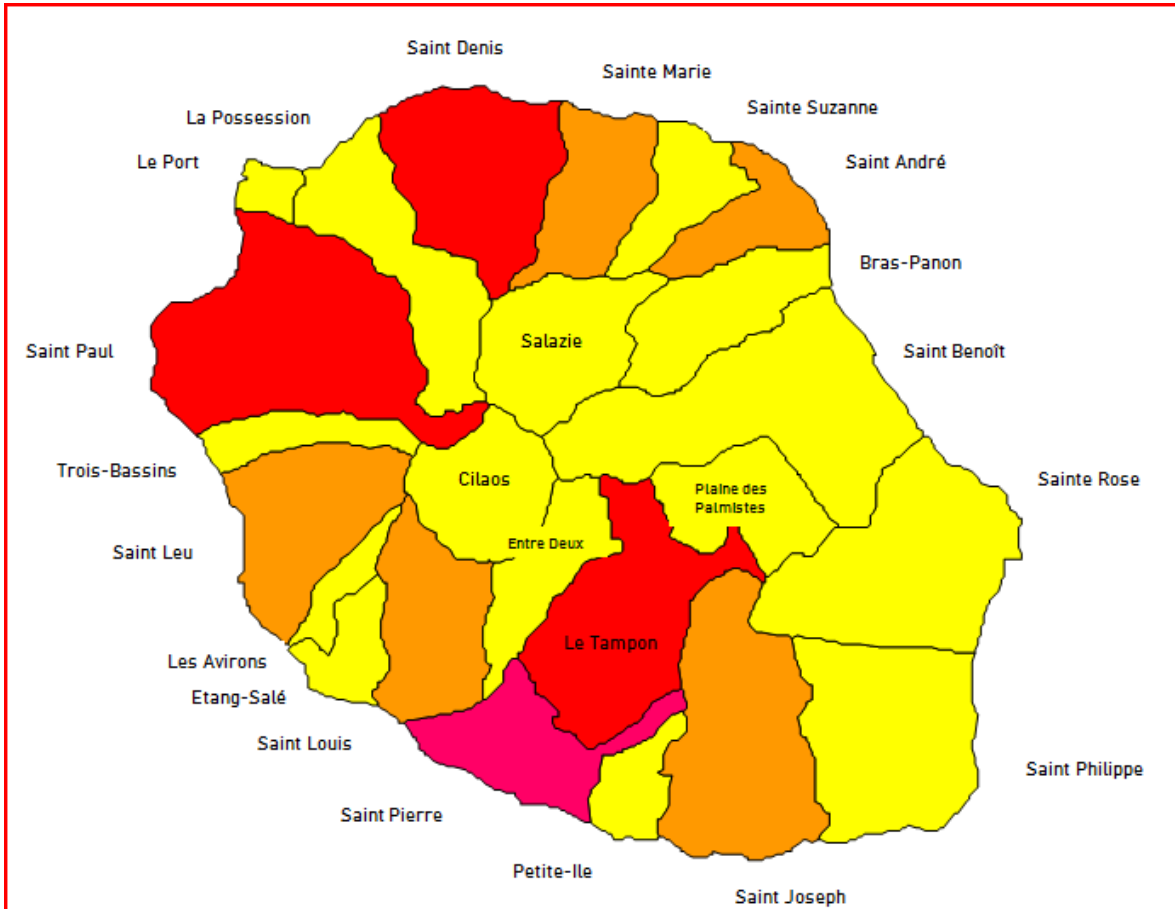 Saint Denis
Sainte Marie
La Possession
Sainte Suzanne
Le Port
Saint André
Bras-Panon
Salazie
Saint Paul
Saint Benoît
Trois-Bassins
Cilaos
Plaine des
Palmistes
Sainte Rose
Saint Leu
Entre Deux
Le Tampon
Les Avirons
Etang-Salé
Saint Louis
Saint Philippe
Saint Pierre
Petite-Ile
Saint Joseph